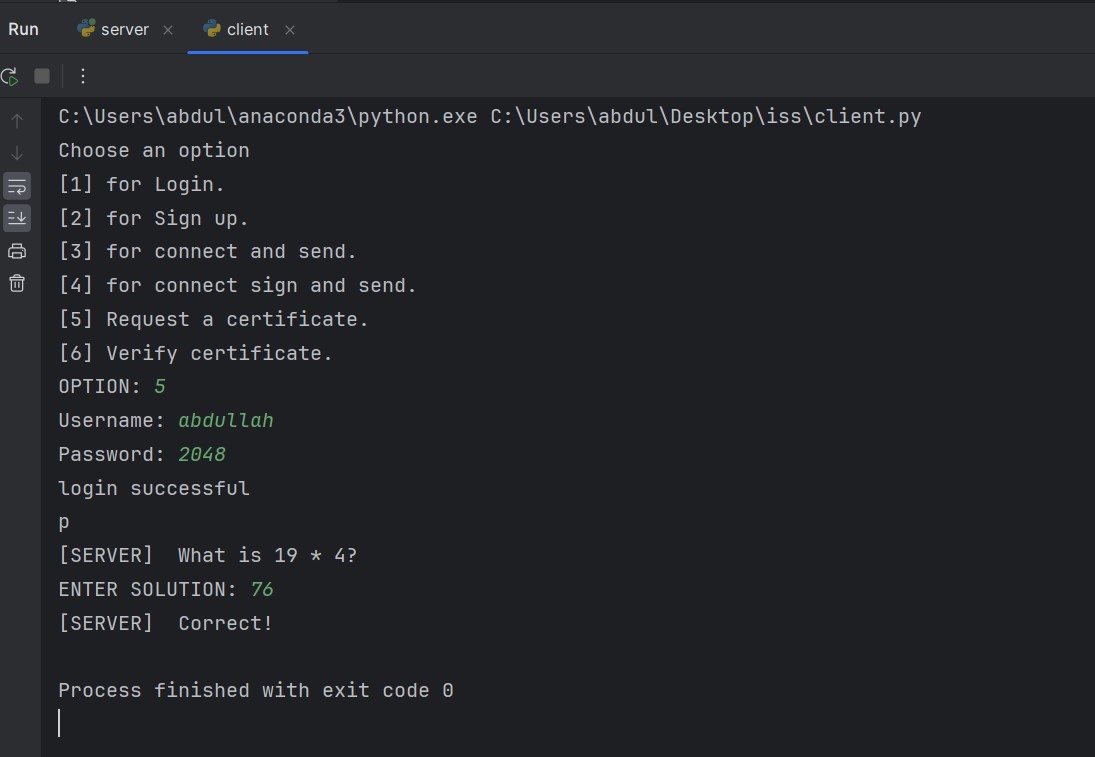 Run server client
C:\Users\abdul\anaconda3\python.exe C:\Users\abdul\Desktop\iss\client.py
Choose an option
[1] for Login.
[2] for Sign up.
[3] for connect and send.
[4] for connect sign and send.
[5] Request a certificate.
[6] Verify certificate.
OPTION: 5
Username: abdullah
Password: 2048
login successful
p
[SERVER]  What is 19 * 4?
ENTER SOLUTION: 76
[SERVER]  Correct!
Process finished with exit code 0